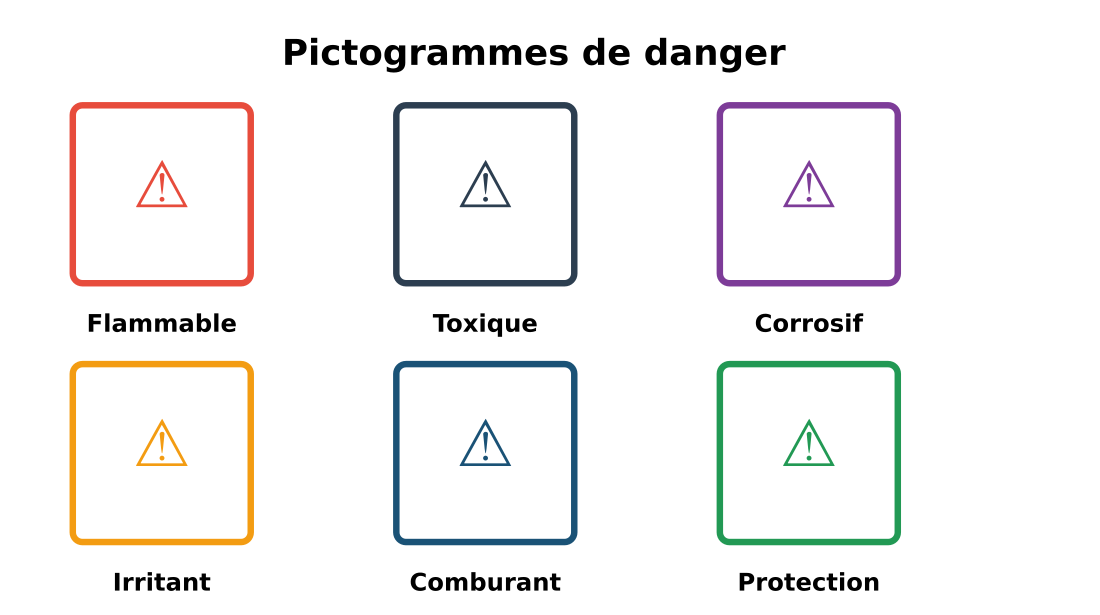 Pictogrammes de danger
⚠ ⚠ ⚠
Flammable Toxique Corrosif
⚠ ⚠ ⚠
Irritant Comburant Protection